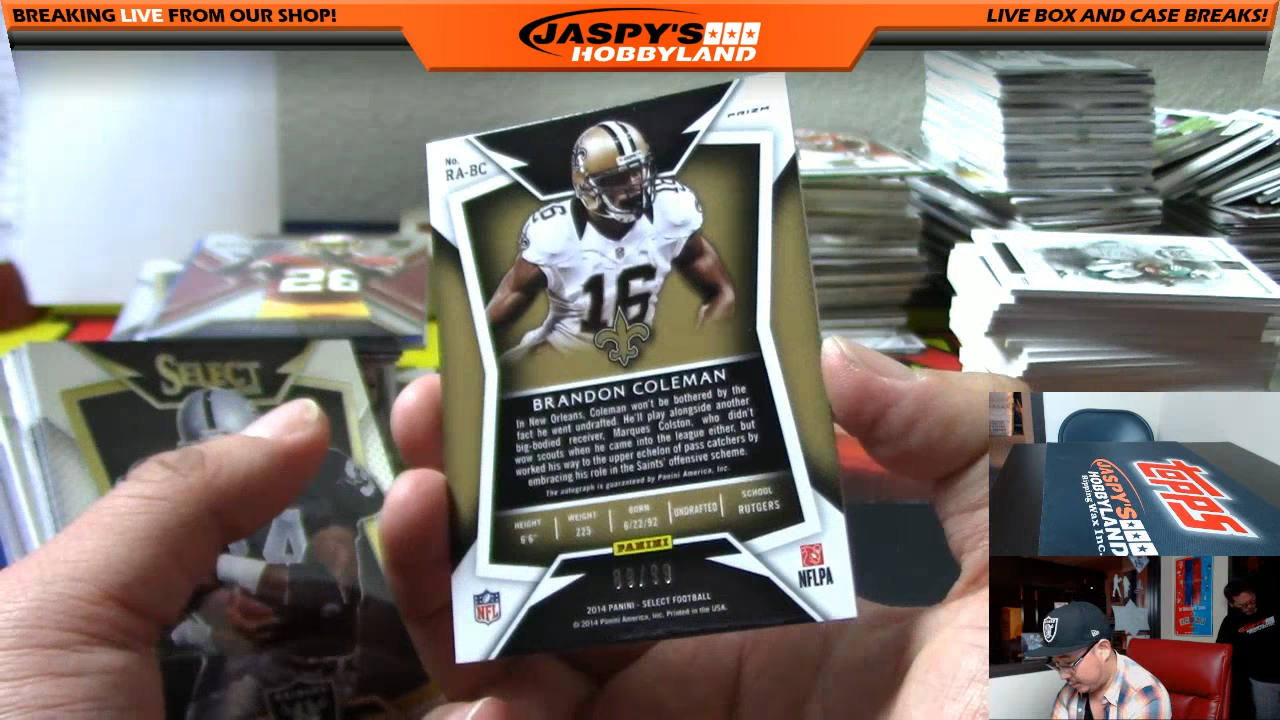 BREAKING LIVE FROM OUR SHOP!
JASPY'S
HOBBYLAND
LIVE BOX AND CASE BREAKS!
No.
RA-BC
PRIZM
16
16
BRANDON COLEMAN
In New Orleans, Coleman won't be bothered by the
fact he went undrafted. He'll play alongside another
big-bodied receiver, Marques Colston, who didn't
wow scouts when he came into the league either, but
worked his way to the upper echelon of pass catchers by
embracing his role in the Saints' offensive scheme.
The autograph is guaranteed by Panini America, Inc.
HEIGHT
6'6"
WEIGHT
225
BORN
6/22/92
UNDRAFTED
SCHOOL
RUTGERS
PANINI
NFL
NFLPA
2014 PANINI - SELECT FOOTBALL
© 2014 Panini America, Inc. Printed in the USA.
26
SELECT
JASPY'S
HOBBYLAND
Ripping Wax Inc.
topps